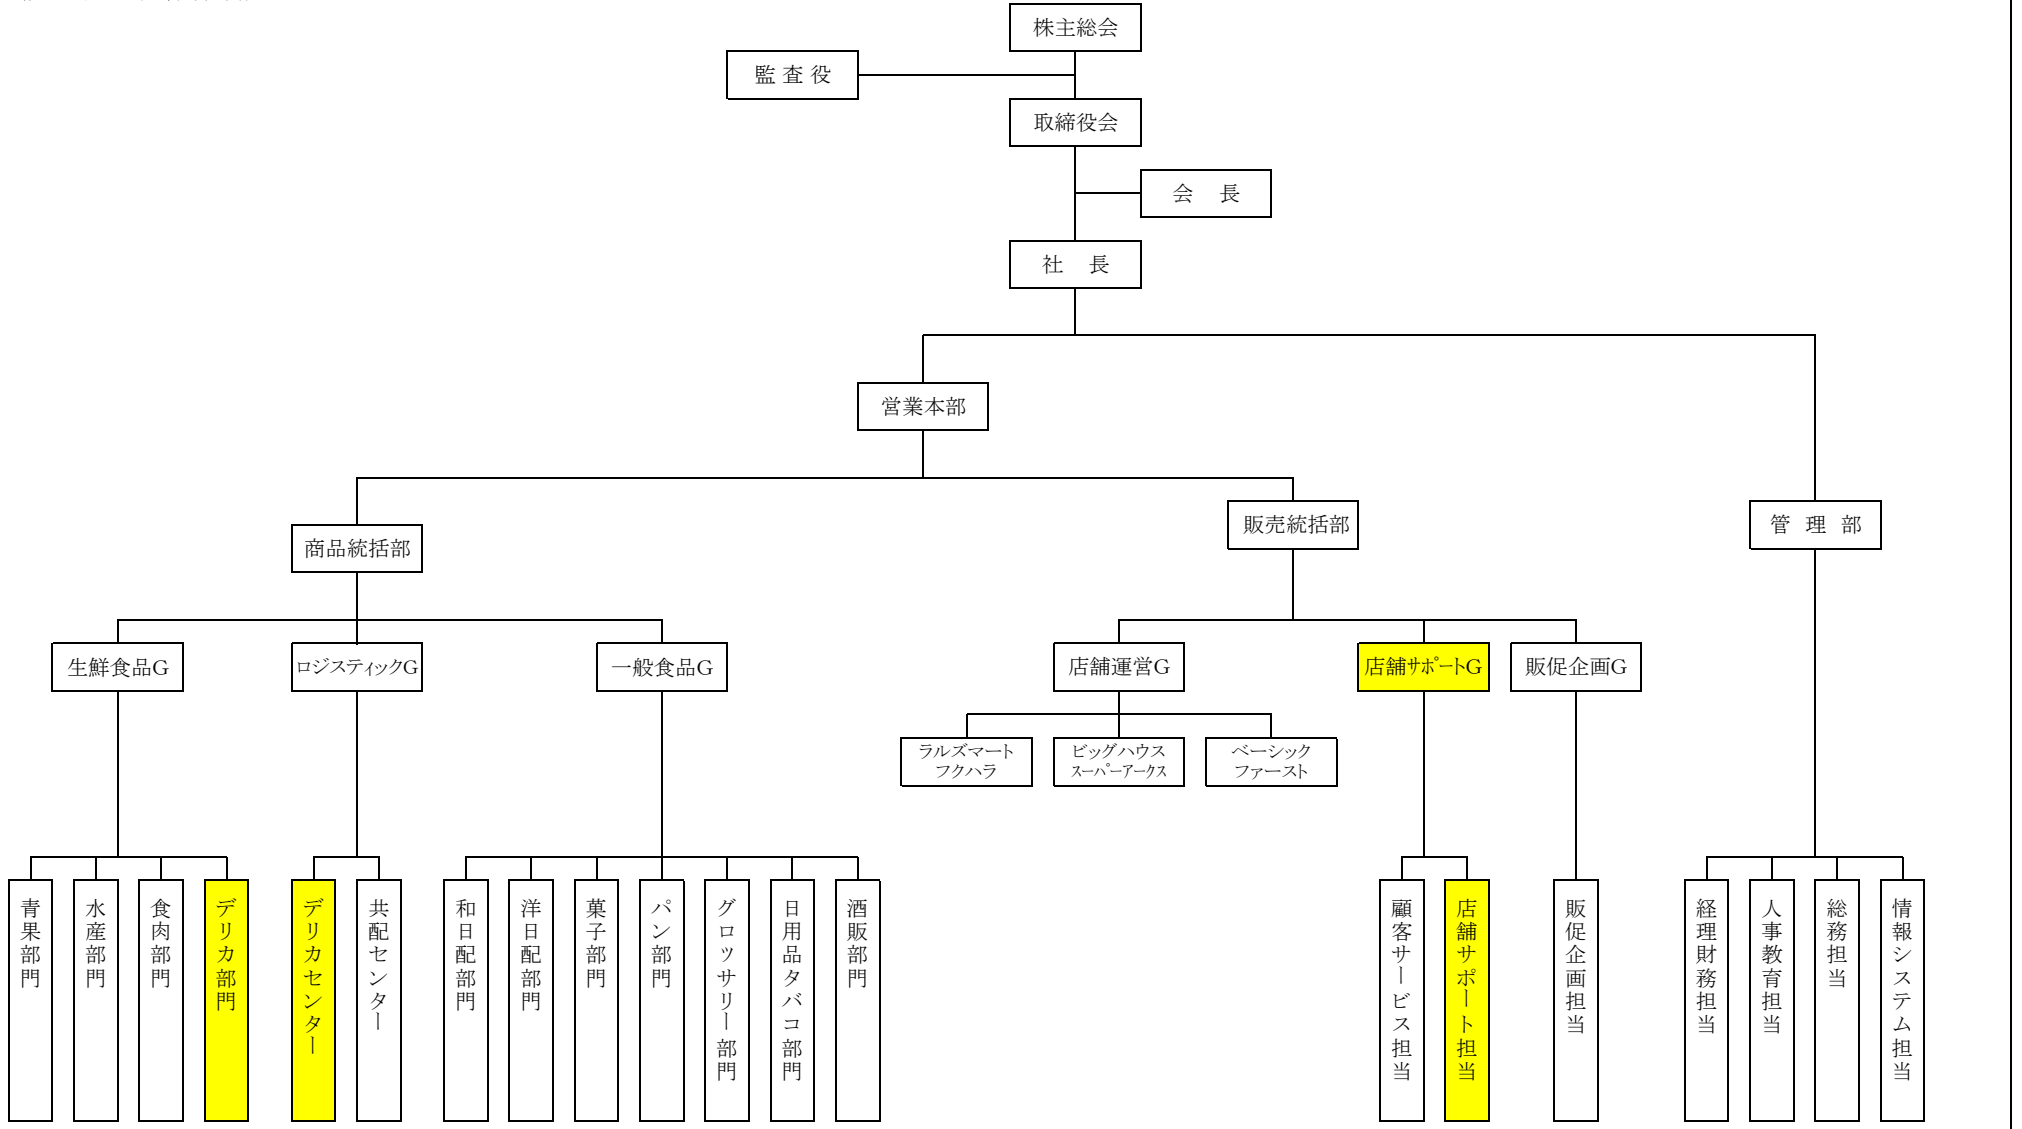 株主総会
監 査 役
取締役会
会　長
社　長
営業本部
販売統括部
管 理 部
商品統括部
生鮮食品G
ロジスティックG
一般食品G
店舗運営G
店舗ｻﾎﾟｰﾄG
販促企画G
ラルズマート
フクハラ
ビッグハウス
スーパーアークス
ベーシック
ファースト
青果部門
水産部門
食肉部門
デリカ部門
デリカセンター
共配センター
和日配部門
洋日配部門
菓子部門
パン部門
グロッサリー部門
日用品タバコ部門
酒販部門
顧客サービス担当
店舗サポート担当
販促企画担当
経理財務担当
人事教育担当
総務担当
情報システム担当